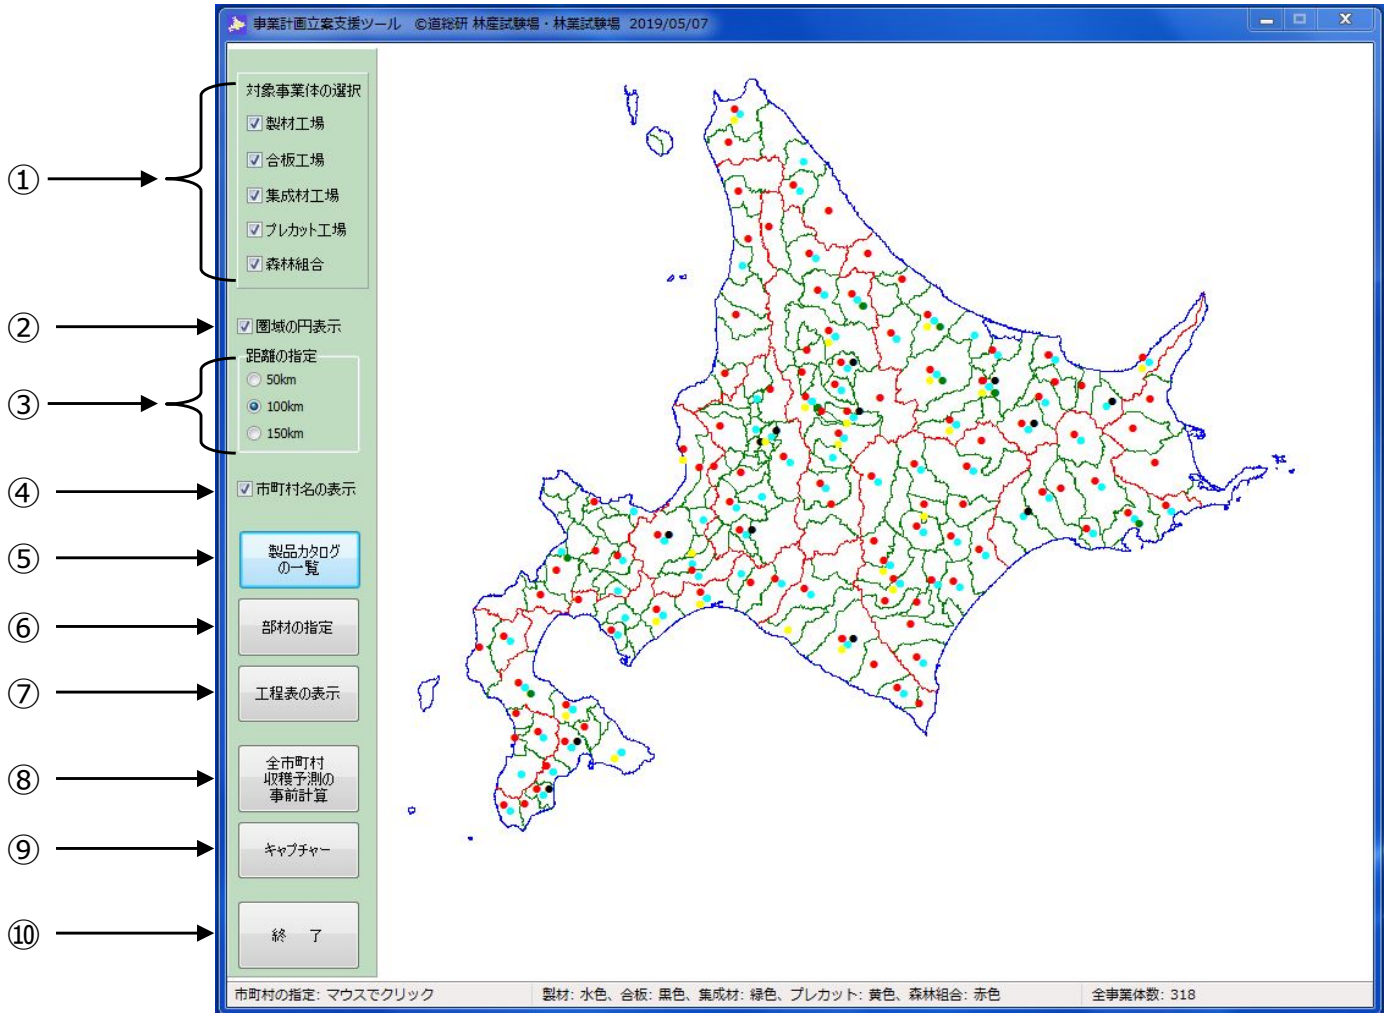 事業計画立案支援ツール ©道総研 林産試験場・林業試験場 2019/05/07
対象事業体の選択
製材工場
合板工場
①
集成材工場
プレカット工場
森林組合
② 圏域の円表示
距離の指定
50km
③ 100km
150km
④ 市町村名の表示
⑤ 製品カタログ
の一覧
⑥ 部材の指定
⑦ 工程表の表示
⑧ 全市町村
収穫予測の
事前計算
⑨ キャプチャー
⑩ 終 了
市町村の指定: マウスでクリック 製材: 水色、合板: 黒色、集成材: 緑色、プレカット: 黄色、森林組合: 赤色 全事業体数: 318